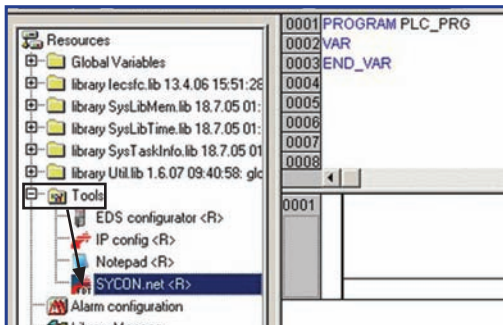 Resources
Global Variables
library Iecsfc.lib 13.4.06 15:51:28
library SysLibMem.lib 18.7.05 01:
library SysLibTime.lib 18.7.05 01:
library SysTaskInfo.lib 18.7.05 01
library Util.lib 1.6.07 09:40:58: glo
Tools
EDS configurator <R>
IP config <R>
Notepad <R>
SYCON.net <R>
Alarm configuration
0001 PROGRAM PLC_PRG
0002 VAR
0003 END_VAR
0004
0005
0006
0007
0008
0001